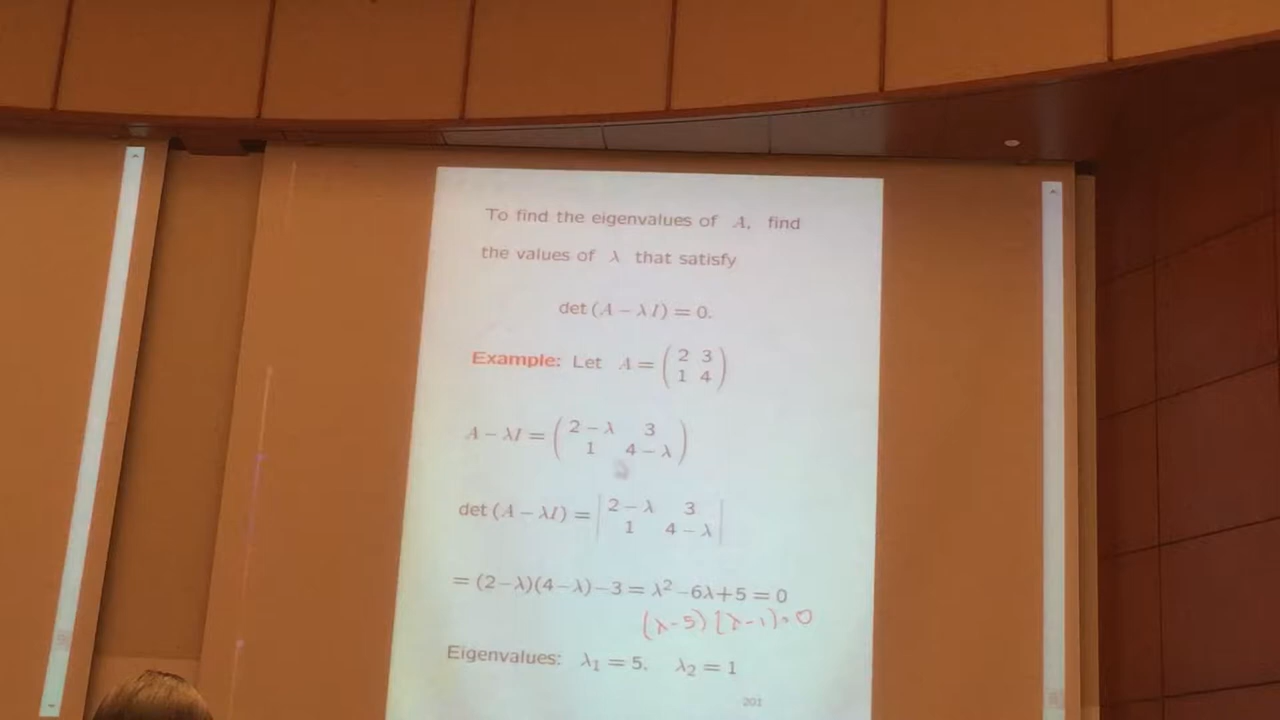 To find the eigenvalues of A, find
the values of λ that satisfy
det (A − λI) = 0.
Example: Let A = (2 3
1 4)
A − λI = (2 − λ 3
1 4 − λ)
det (A − λI) = |2 − λ 3
1 4 − λ|
= (2−λ)(4−λ)−3 = λ² −6λ+5 = 0
(λ-5)(λ-1)=0
Eigenvalues: λ₁ = 5, λ₂ = 1
201